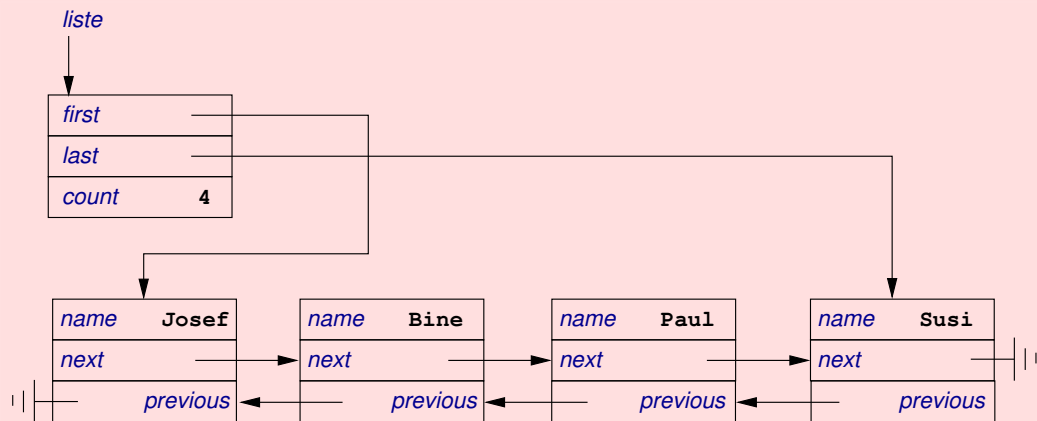 liste
first
last
count 4
name Josef name Bine name Paul name Susi
next next next next
previous previous previous previous